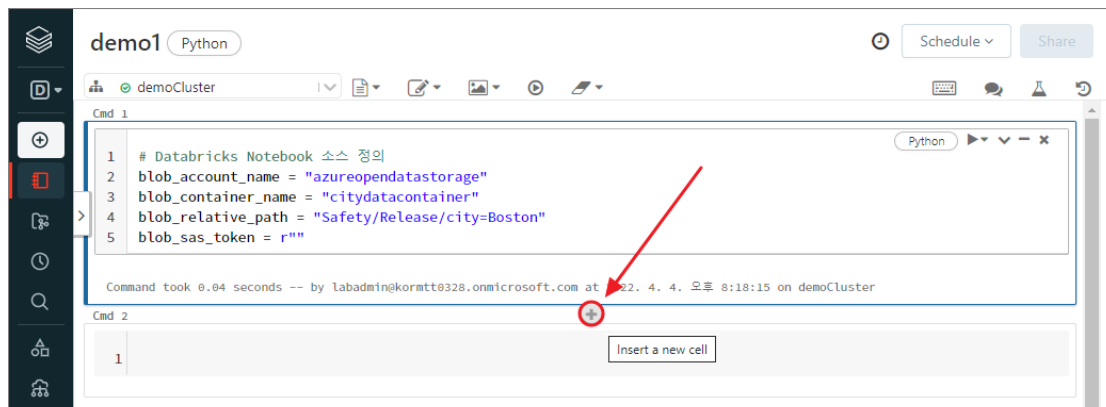 demo1 Python Schedule Share
D demoCluster
Cmd 1
Python
1 # Databricks Notebook 소스 정의
2 blob_account_name = "azureopendatastorage"
3 blob_container_name = "citydatacontainer"
4 blob_relative_path = "Safety/Release/city=Boston"
5 blob_sas_token = r""
Command took 0.04 seconds -- by labadmin@kormtt0328.onmicrosoft.com at 22. 4. 4. 오후 8:18:15 on demoCluster
Cmd 2
Insert a new cell
1